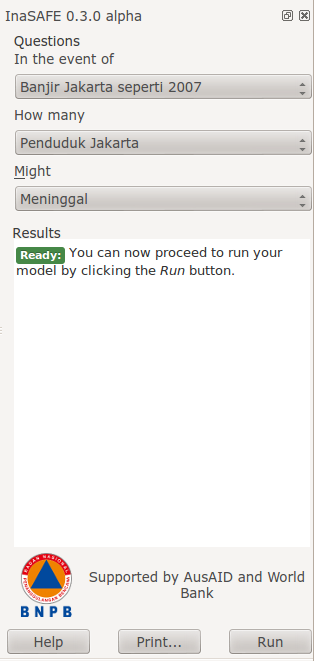 InaSAFE 0.3.0 alpha
Questions
In the event of
Banjir Jakarta seperti 2007
How many
Penduduk Jakarta
Might
Meninggal
Results
Ready: You can now proceed to run your
model by clicking the Run button.
BADAN NASIONAL
PENANGGULANGAN BENCANA
BNPB
Supported by AusAID and World
Bank
Help
Print...
Run